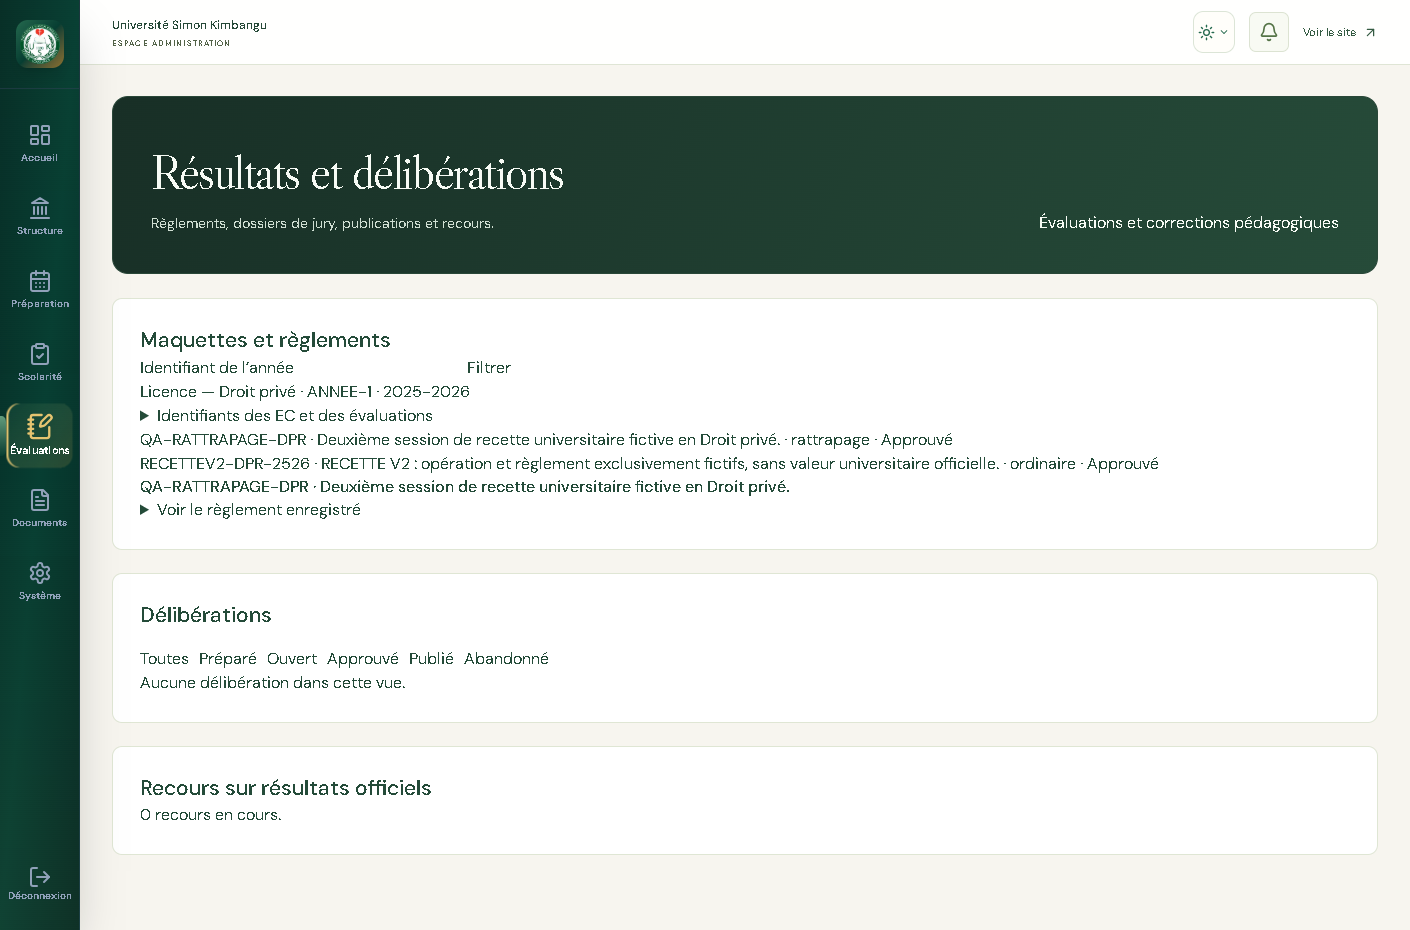 Université Simon Kimbangu
ESPACE ADMINISTRATION
Voir le site
Accueil
Structure
Préparation
Scolarité
Évaluations
Documents
Système
Déconnexion
Résultats et délibérations
Règlements, dossiers de jury, publications et recours.
Évaluations et corrections pédagogiques
Maquettes et règlements
Identifiant de l’année Filtrer
Licence — Droit privé · ANNEE-1 · 2025-2026
Identifiants des EC et des évaluations
QA-RATTRAPAGE-DPR · Deuxième session de recette universitaire fictive en Droit privé. · rattrapage · Approuvé
RECETTEV2-DPR-2526 · RECETTE V2 : opération et règlement exclusivement fictifs, sans valeur universitaire officielle. · ordinaire · Approuvé
QA-RATTRAPAGE-DPR · Deuxième session de recette universitaire fictive en Droit privé.
Voir le règlement enregistré
Délibérations
Toutes Préparé Ouvert Approuvé Publié Abandonné
Aucune délibération dans cette vue.
Recours sur résultats officiels
0 recours en cours.